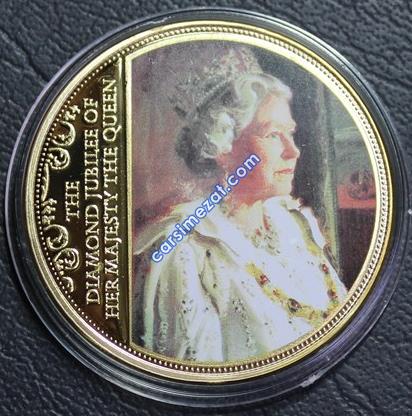 THE
DIAMOND JUBILEE OF
HER MAJESTY THE QUEEN
carsimezat.com